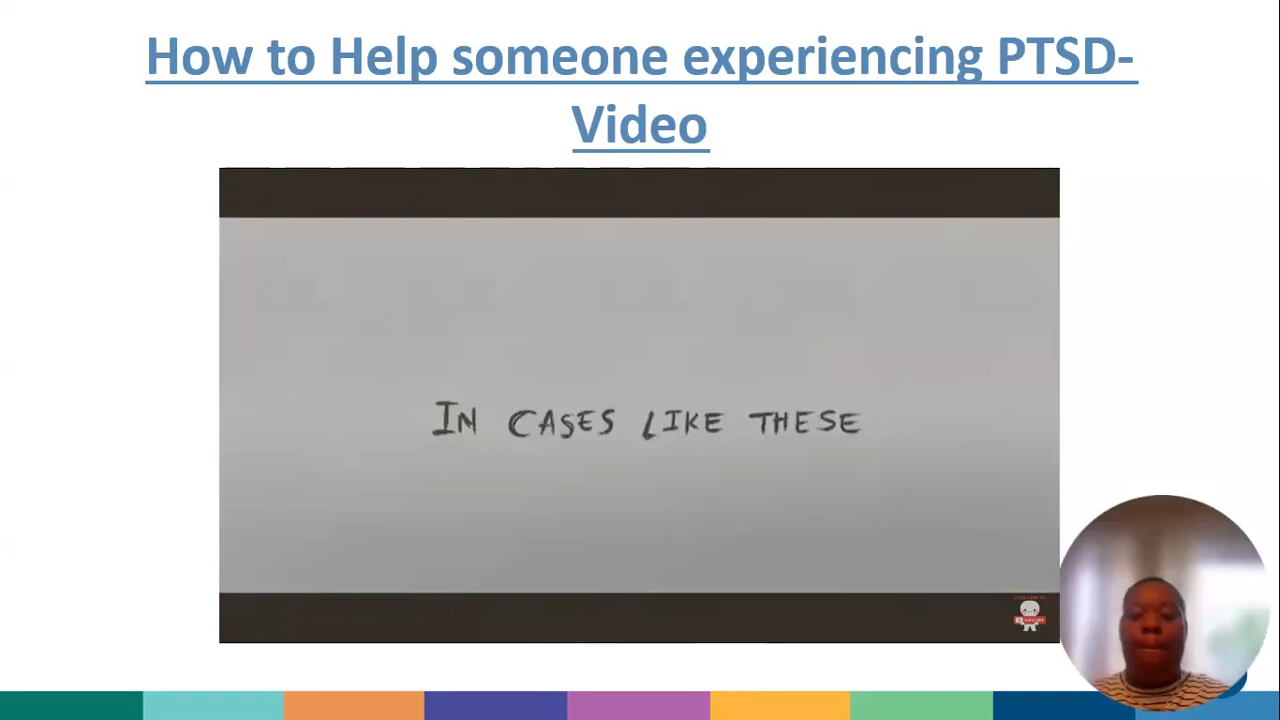 How to Help someone experiencing PTSD-
Video
IN CASES LIKE THESE